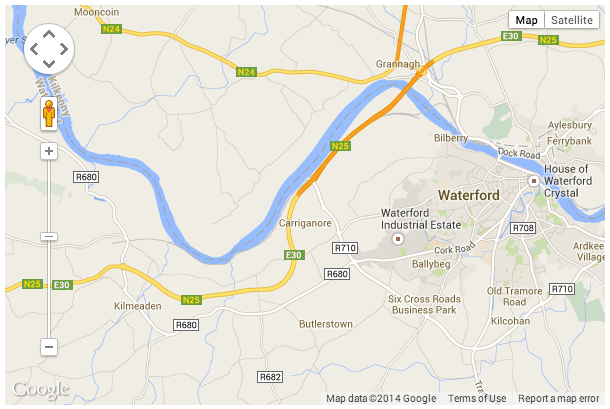 Mooncoin
Map
Satellite
N24
E30
N25
Grannagh
N24
Kilkenny
Aylesbury
Bilberry
Ferrybank
Dock Road
N25
House of
Waterford
Crystal
R680
Waterford
Waterford
Industrial Estate
Carriganore
R708
R710
Cork Road
Ardkee
Village
E30
Ballybeg
R680
N25
E30
Old Tramore
Road
R710
N25
Six Cross Roads
Business Park
Kilmeaden
R680
Butlerstown
Kilcohan
R682
Google
Map data ©2014 Google
Terms of Use
Report a map error